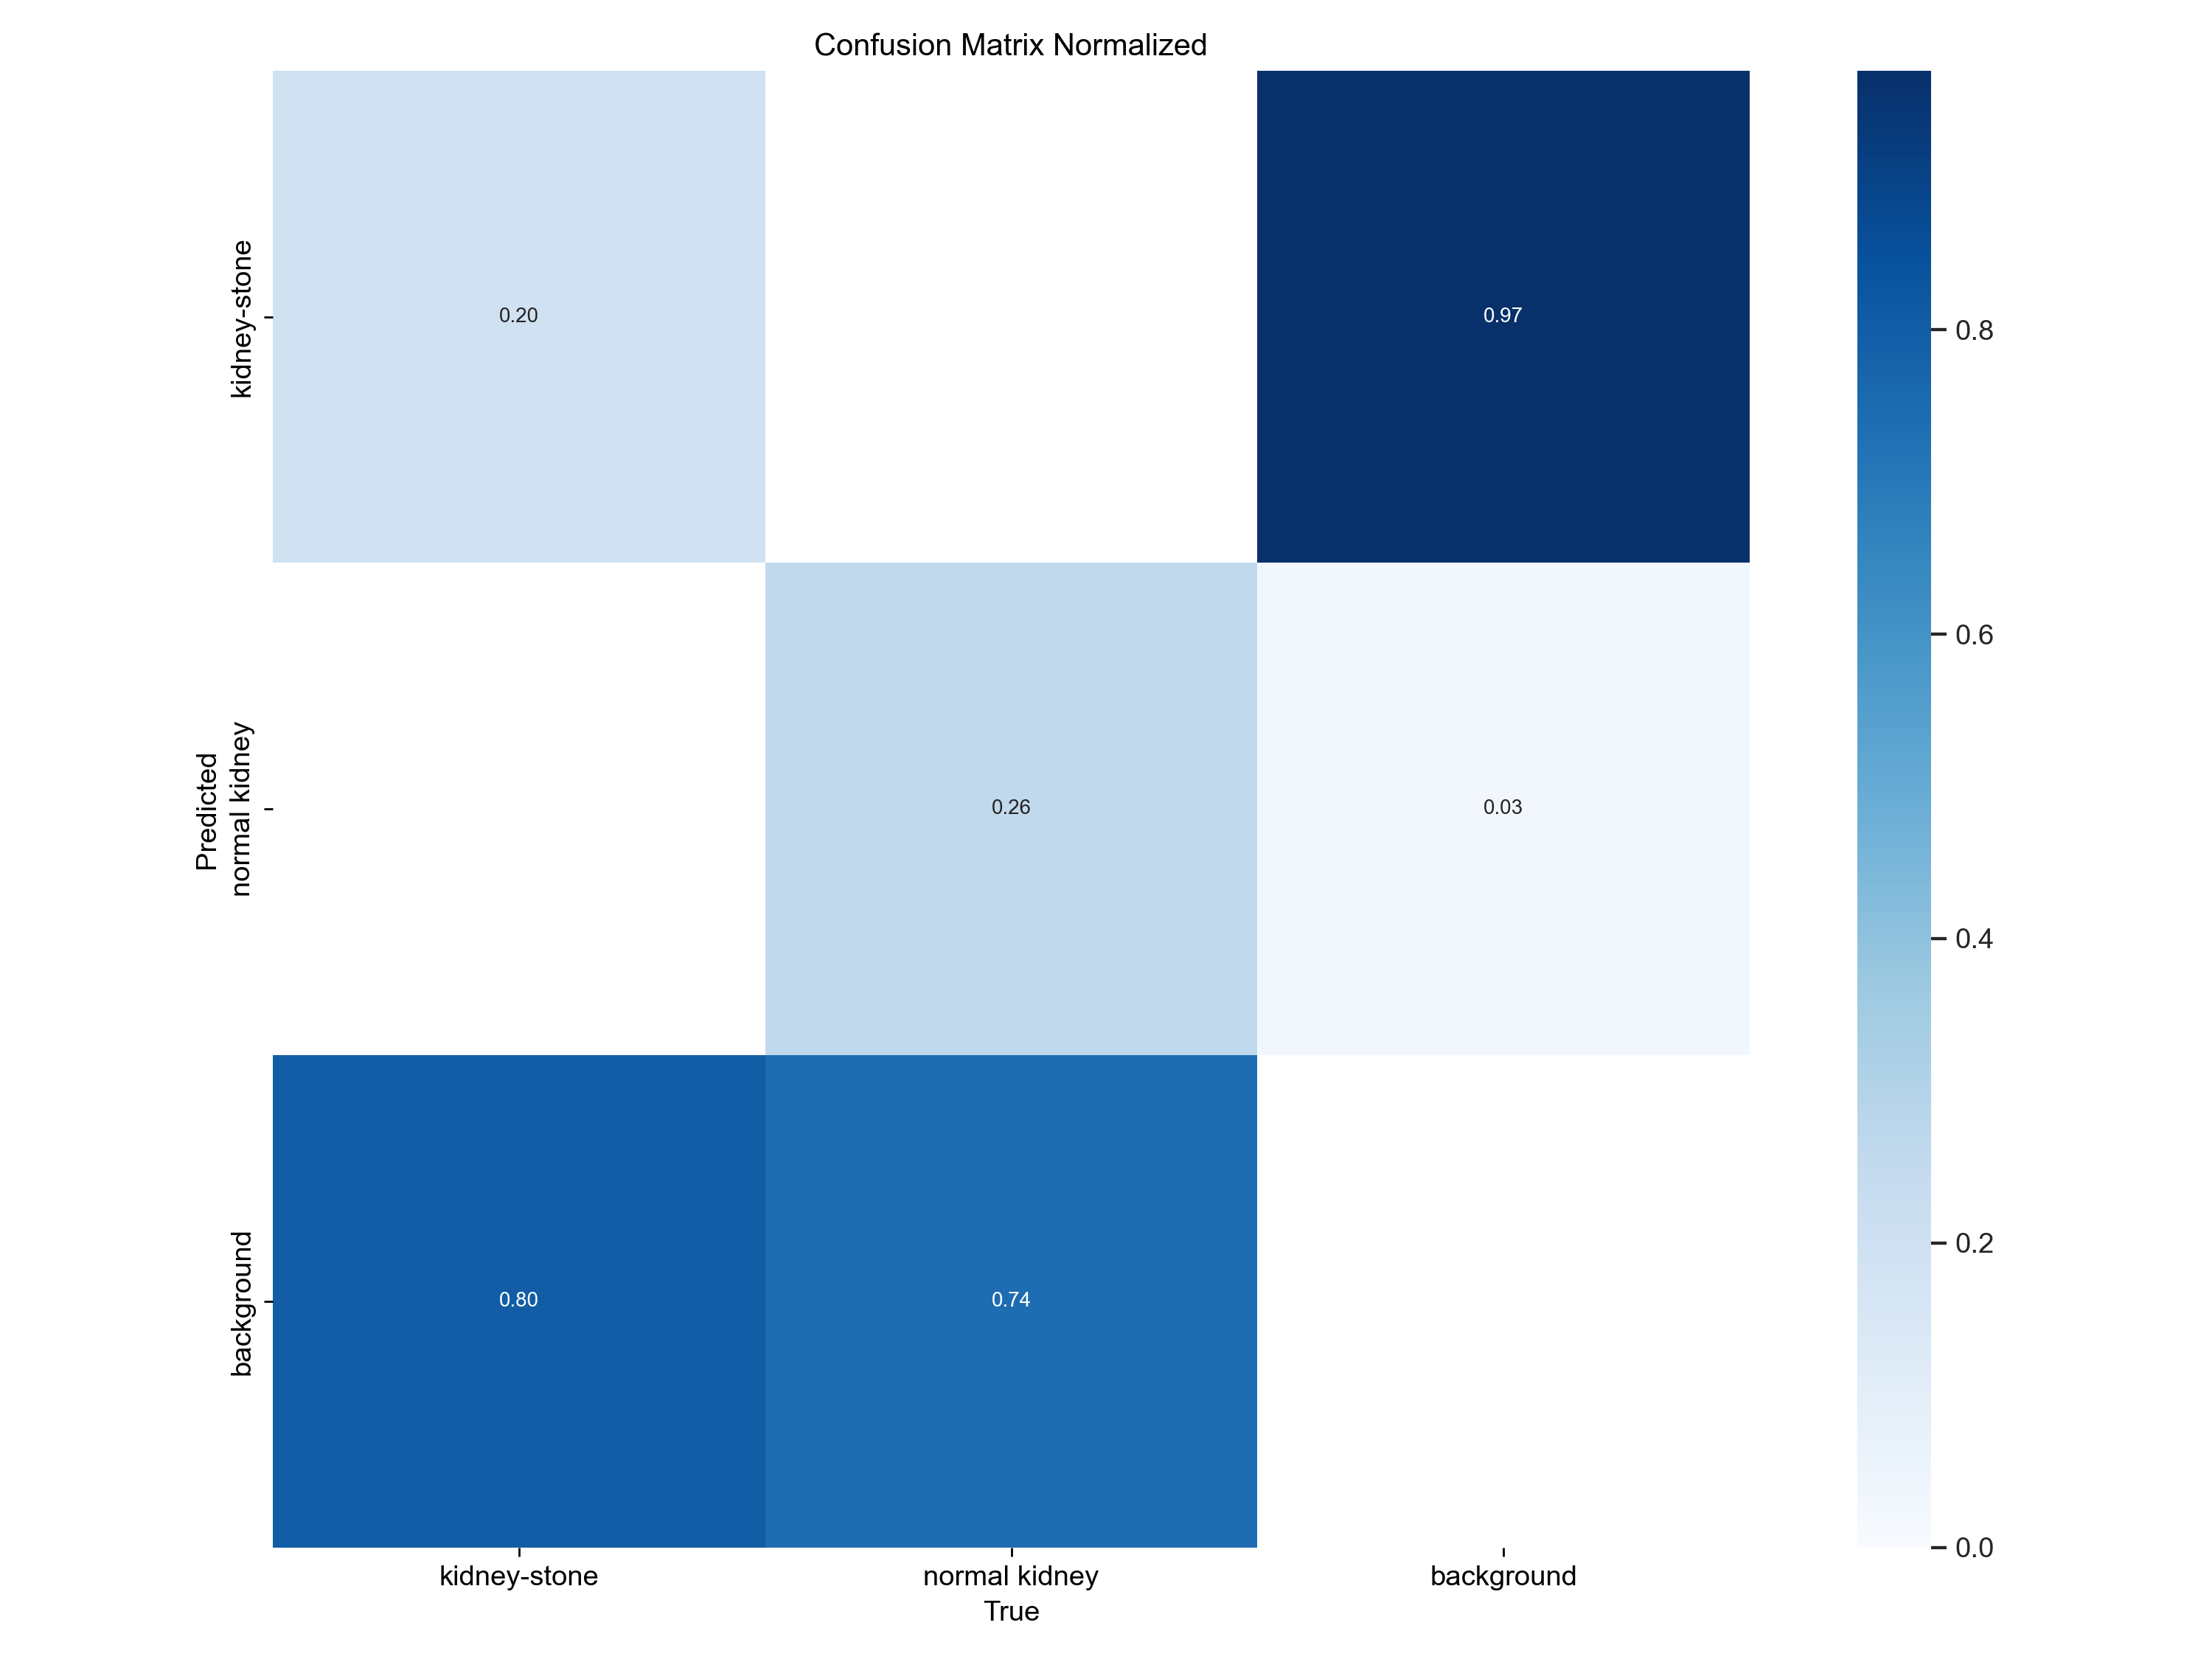 Confusion Matrix Normalized
kidney-stone
0.20
0.97
0.8
0.6
Predicted
normal kidney
0.26
0.03
0.4
background
0.80
0.74
0.2
0.0
kidney-stone
normal kidney
background
True